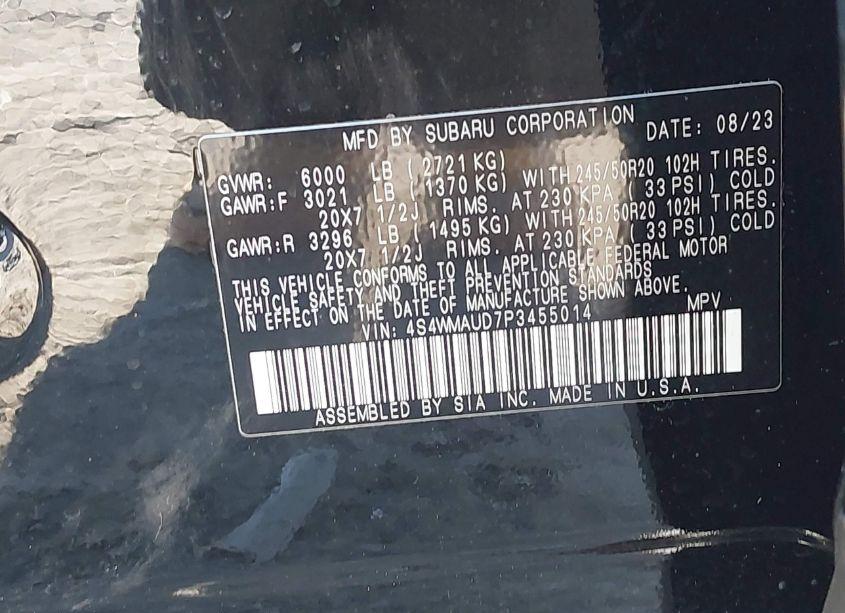 MFD BY SUBARU CORPORATION DATE: 08/23
GVWR: 6000 LB (2721 KG)
GAWR:F 3021 LB (1370 KG) WITH 245/50R20 102H TIRES.
20X7 1/2J RIMS. AT 230 KPA (33 PSI) COLD
GAWR:R 3296 LB (1495 KG) WITH 245/50R20 102H TIRES.
20X7 1/2J RIMS. AT 230 KPA (33 PSI) COLD
THIS VEHICLE CONFORMS TO ALL APPLICABLE FEDERAL MOTOR
VEHICLE SAFETY AND THEFT PREVENTION STANDARDS
IN EFFECT ON THE DATE OF MANUFACTURE SHOWN ABOVE.
VIN: 4S4WMAUD7P3455014 MPV
ASSEMBLED BY SIA INC. MADE IN U.S.A.